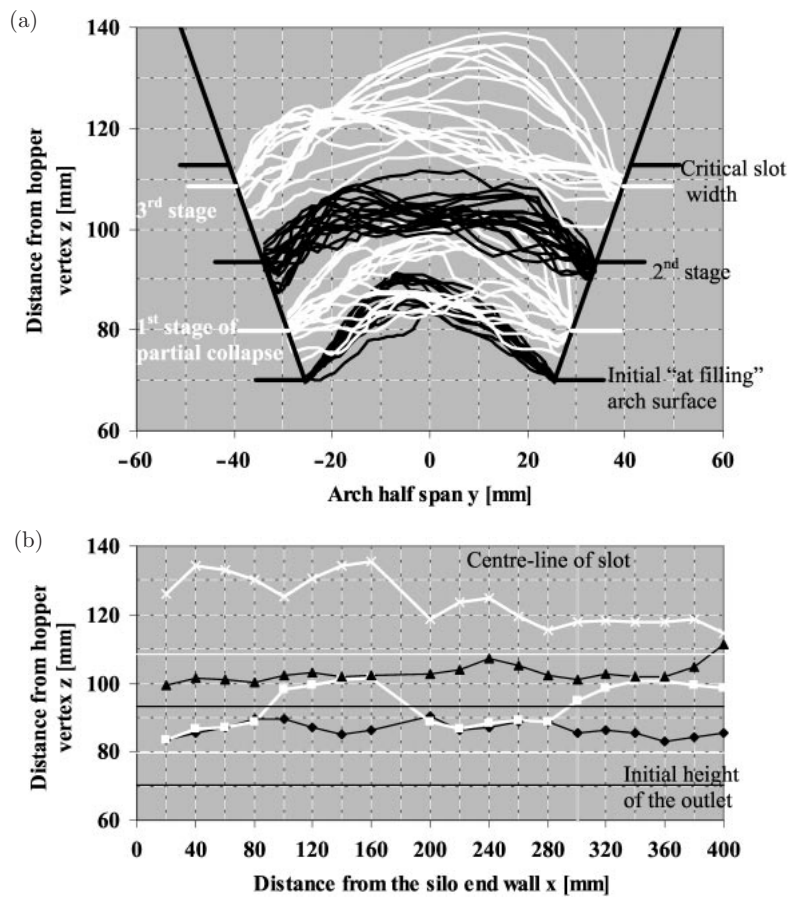 (a)
140
120
100
80
60
Distance from hopper
vertex z [mm]
3rd stage
1st stage of
partial collapse
Critical slot
width
2nd stage
Initial “at filling”
arch surface
−60
−40
−20
0
20
40
60
Arch half span y [mm]
(b)
140
120
100
80
60
Distance from hopper
vertex z [mm]
Centre-line of slot
Initial height
of the outlet
0
40
80
120
160
200
240
280
320
360
400
Distance from the silo end wall x [mm]